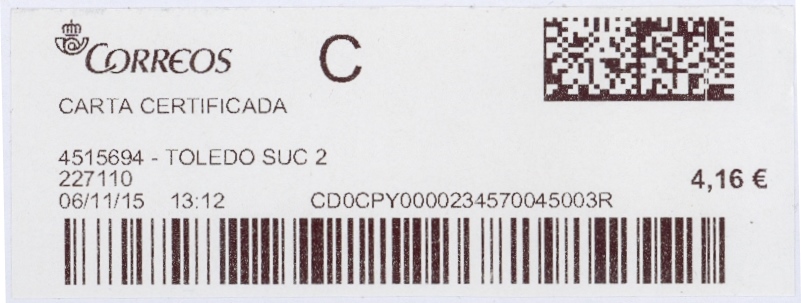 CORREOS
C
CARTA CERTIFICADA
4515694 - TOLEDO SUC 2
227110
4,16 €
06/11/15 13:12 CD0CPY0000234570045003R